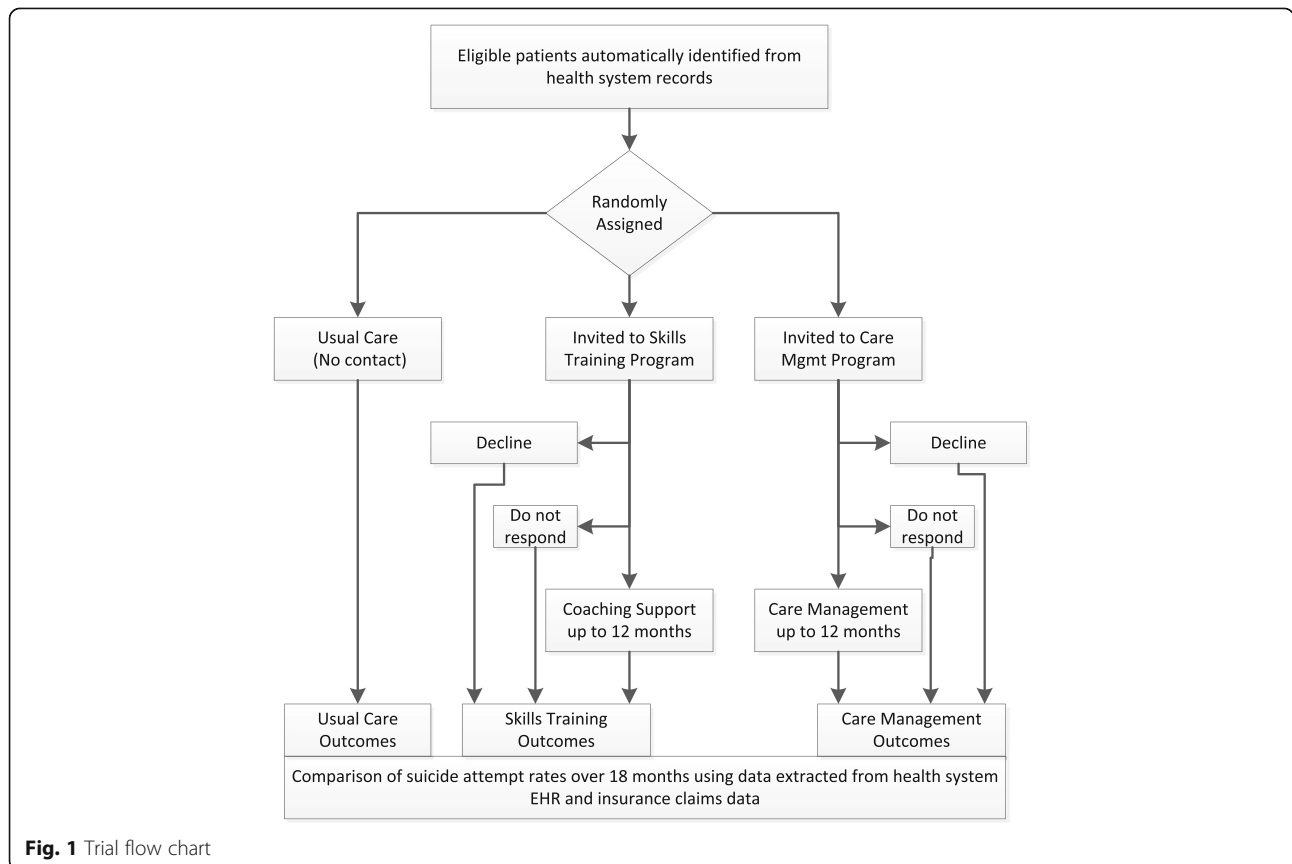 Eligible patients automatically identified from
health system records
Randomly
Assigned
Usual Care
(No contact)
Invited to Skills
Training Program
Invited to Care
Mgmt Program
Decline
Decline
Do not
respond
Do not
respond
Coaching Support
up to 12 months
Care Management
up to 12 months
Usual Care
Outcomes
Skills Training
Outcomes
Care Management
Outcomes
Comparison of suicide attempt rates over 18 months using data extracted from health system
EHR and insurance claims data
Fig. 1 Trial flow chart